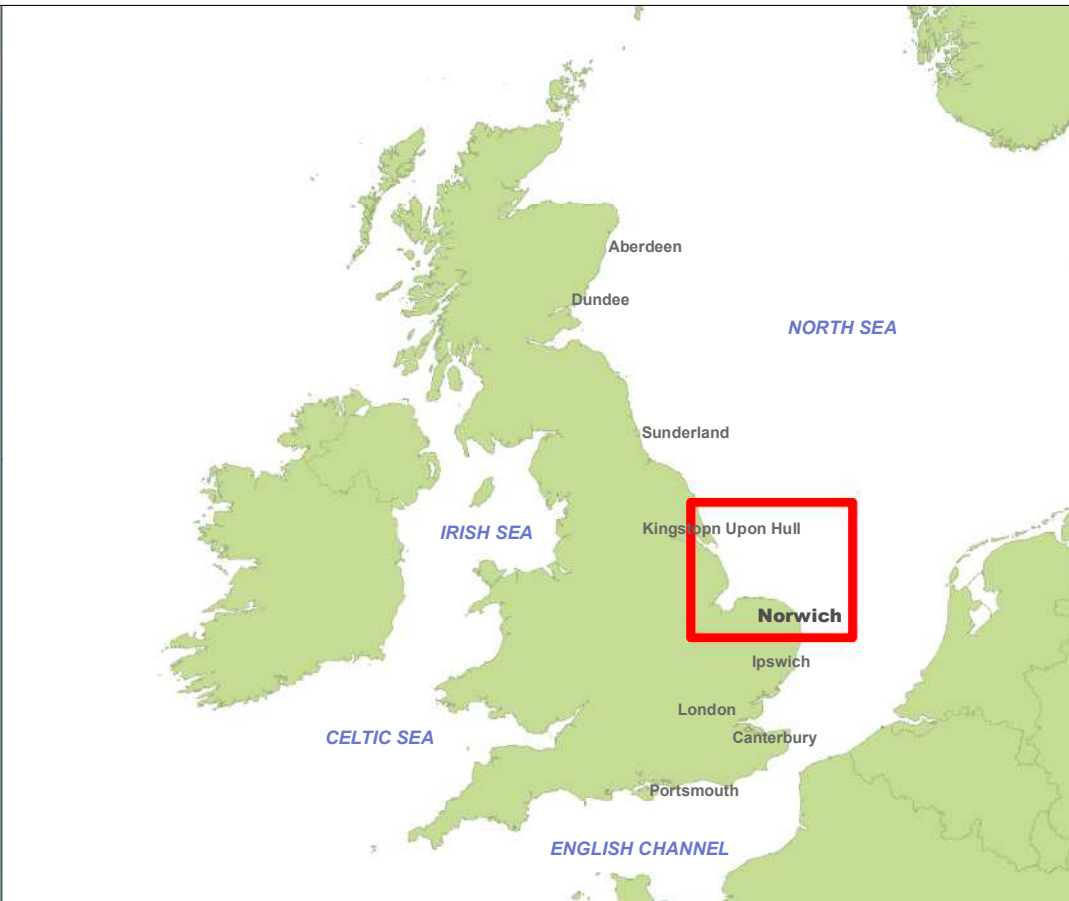 Aberdeen
Dundee
NORTH SEA
Sunderland
Kingstopn Upon Hull
IRISH SEA
Norwich
Ipswich
London
CELTIC SEA
Canterbury
Portsmouth
ENGLISH CHANNEL